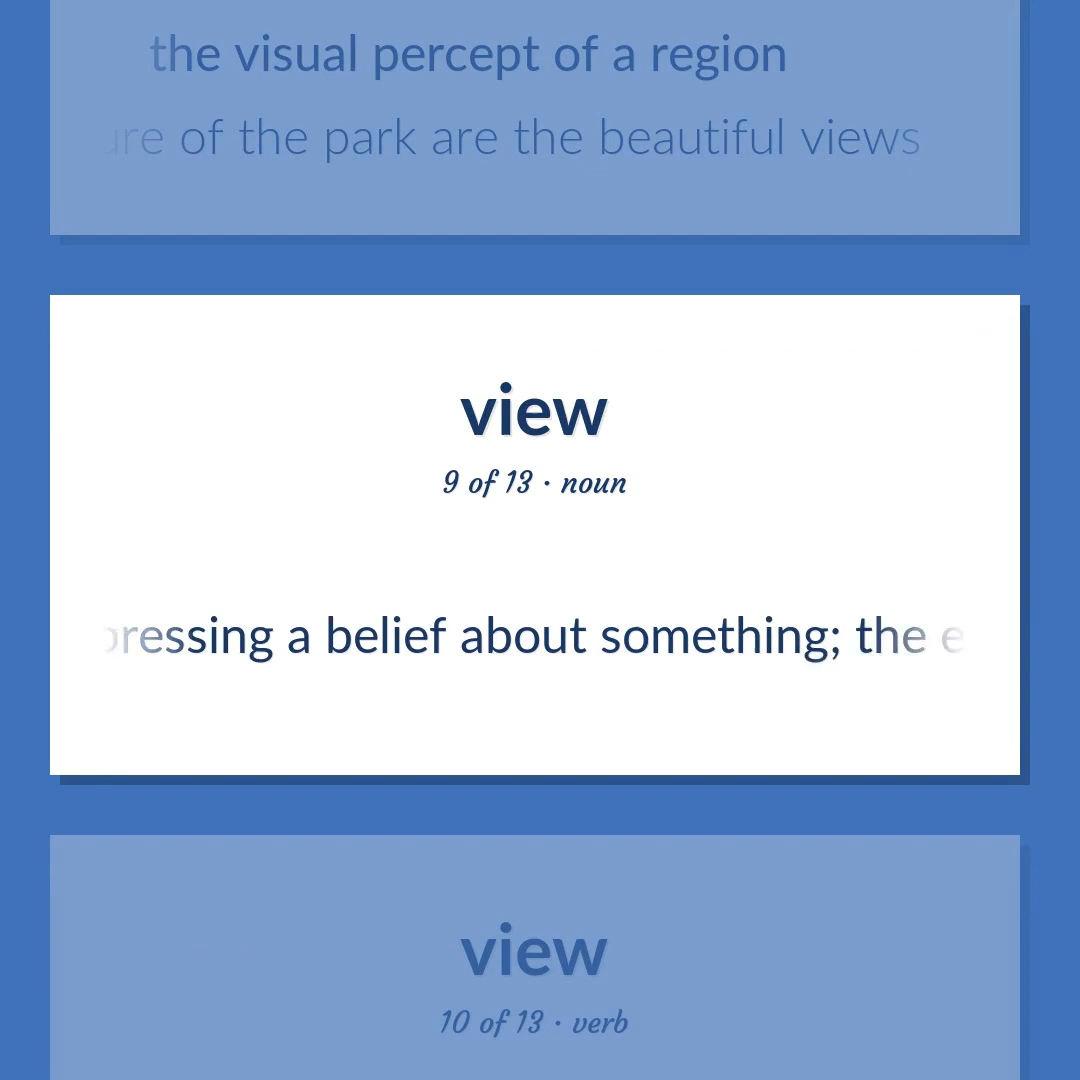 the visual percept of a region
of the park are the beautiful views
view
9 of 13 · noun
a belief about something; the
view
10 of 13 · verb